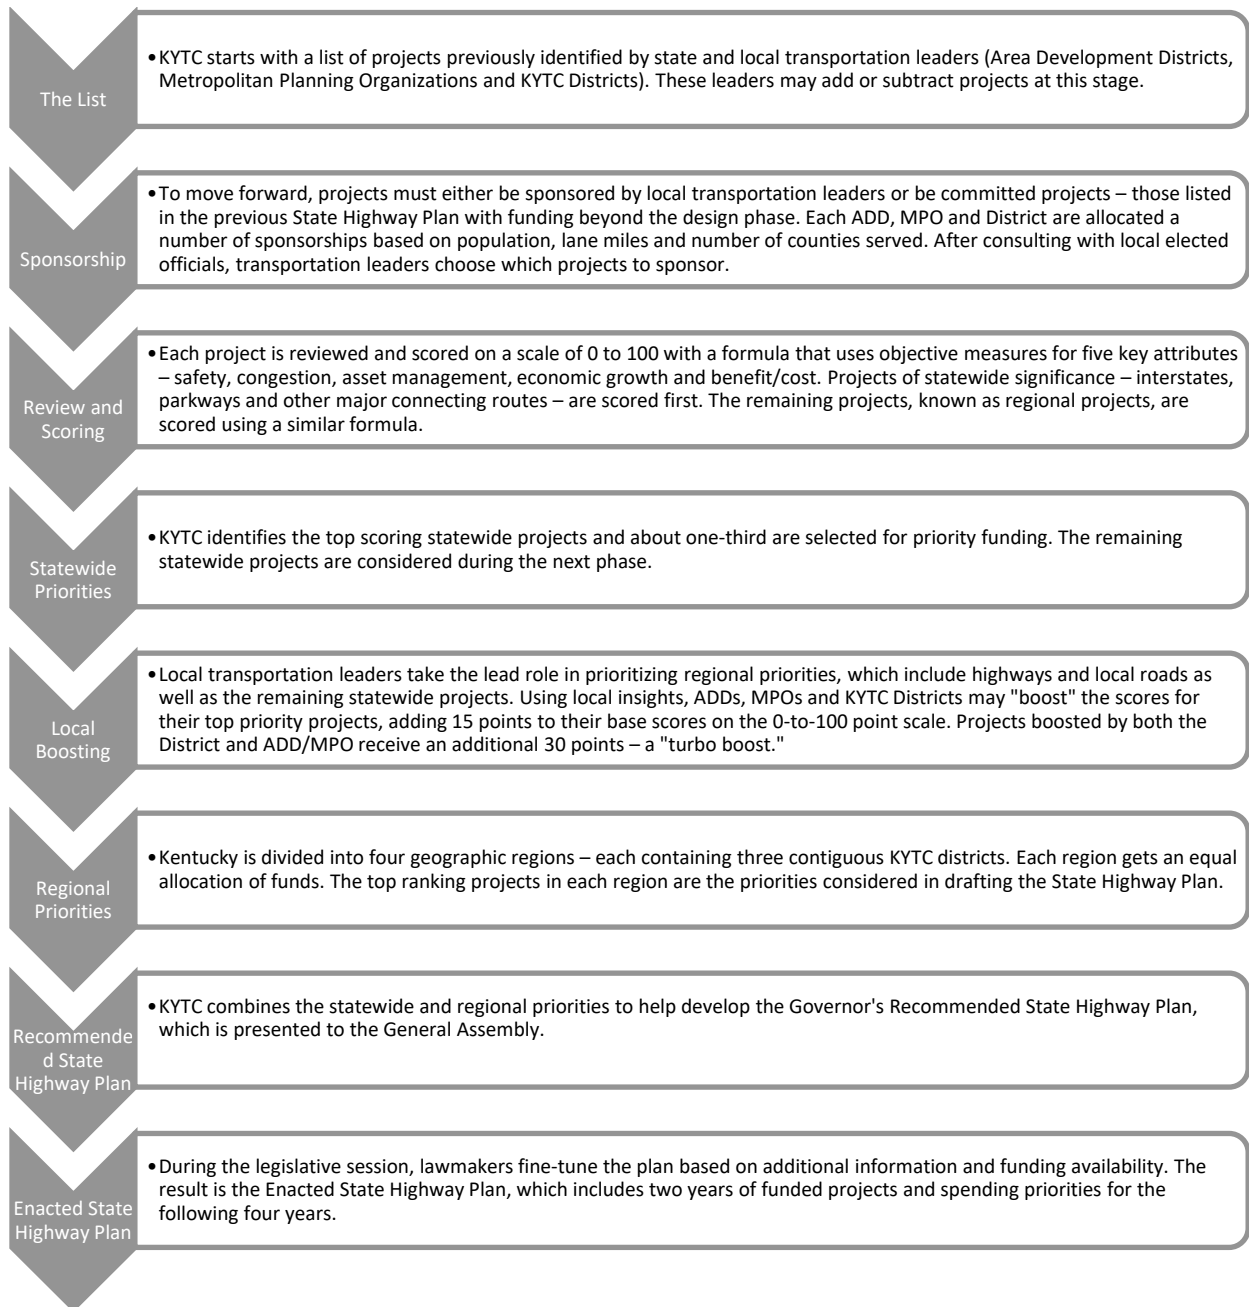 The List
•KYTC starts with a list of projects previously identified by state and local transportation leaders (Area Development Districts,
Metropolitan Planning Organizations and KYTC Districts). These leaders may add or subtract projects at this stage.
Sponsorship
•To move forward, projects must either be sponsored by local transportation leaders or be committed projects – those listed
in the previous State Highway Plan with funding beyond the design phase. Each ADD, MPO and District are allocated a
number of sponsorships based on population, lane miles and number of counties served. After consulting with local elected
officials, transportation leaders choose which projects to sponsor.
Review and
Scoring
•Each project is reviewed and scored on a scale of 0 to 100 with a formula that uses objective measures for five key attributes
– safety, congestion, asset management, economic growth and benefit/cost. Projects of statewide significance – interstates,
parkways and other major connecting routes – are scored first. The remaining projects, known as regional projects, are
scored using a similar formula.
Statewide
Priorities
•KYTC identifies the top scoring statewide projects and about one-third are selected for priority funding. The remaining
statewide projects are considered during the next phase.
Local
Boosting
•Local transportation leaders take the lead role in prioritizing regional priorities, which include highways and local roads as
well as the remaining statewide projects. Using local insights, ADDs, MPOs and KYTC Districts may "boost" the scores for
their top priority projects, adding 15 points to their base scores on the 0-to-100 point scale. Projects boosted by both the
District and ADD/MPO receive an additional 30 points – a "turbo boost."
Regional
Priorities
•Kentucky is divided into four geographic regions – each containing three contiguous KYTC districts. Each region gets an equal
allocation of funds. The top ranking projects in each region are the priorities considered in drafting the State Highway Plan.
Recommende
d State
Highway Plan
•KYTC combines the statewide and regional priorities to help develop the Governor's Recommended State Highway Plan,
which is presented to the General Assembly.
Enacted State
Highway Plan
•During the legislative session, lawmakers fine-tune the plan based on additional information and funding availability. The
result is the Enacted State Highway Plan, which includes two years of funded projects and spending priorities for the
following four years.